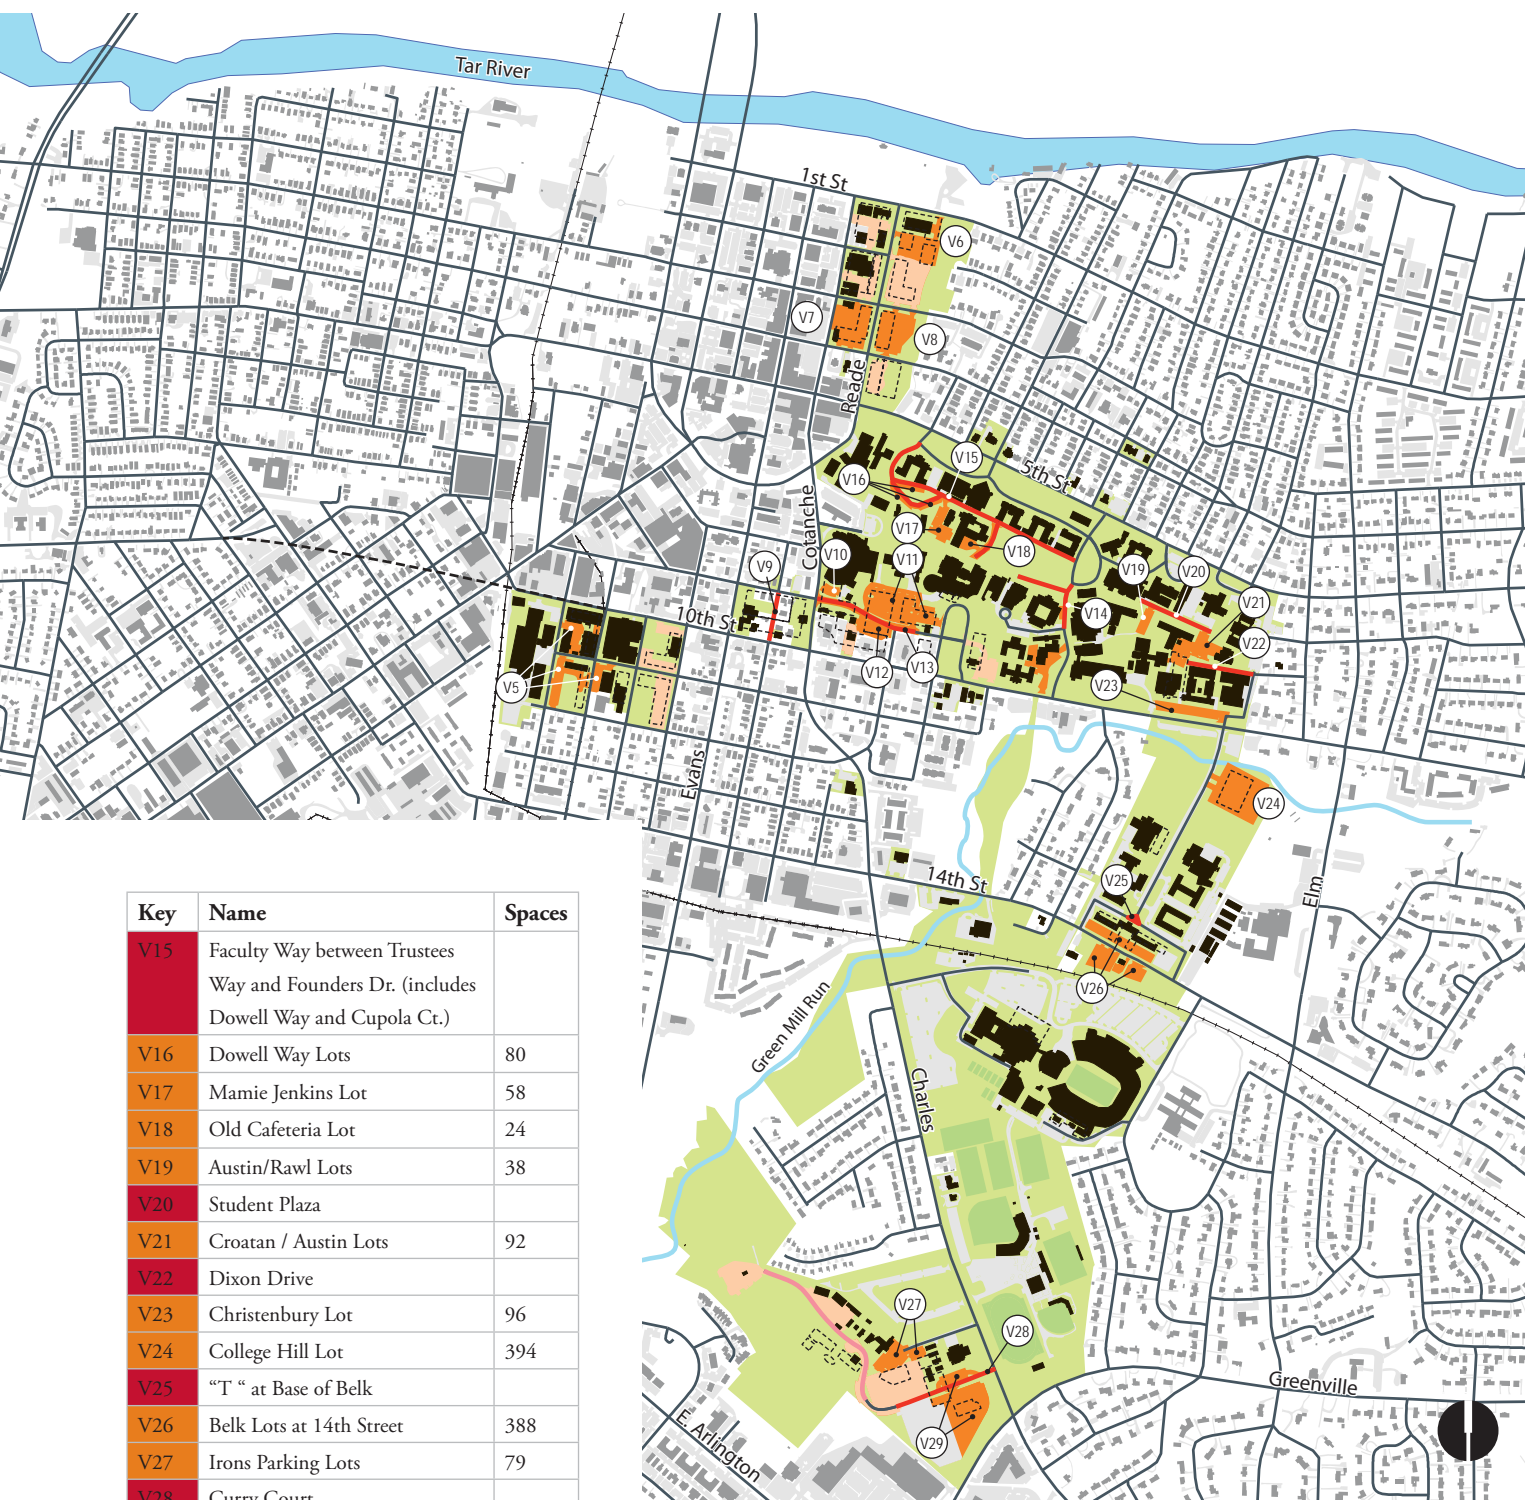 Tar River
1st St
V6
V7
V8
Reade
V15
5th St
V16
Cotanche
V17
V10
V11
V18
V9
V19
V20
V21
10th St
V14
V22
V12
V13
V5
V23
Evans
V24
14th St
V25
Elm
V26
Green Mill Run
Charles
V27
V28
Greenville
V29
E. Arlington
Key Name Spaces
V15 Faculty Way between Trustees
Way and Founders Dr. (includes
Dowell Way and Cupola Ct.)
V16 Dowell Way Lots 80
V17 Mamie Jenkins Lot 58
V18 Old Cafeteria Lot 24
V19 Austin/Rawl Lots 38
V20 Student Plaza
V21 Croatan / Austin Lots 92
V22 Dixon Drive
V23 Christenbury Lot 96
V24 College Hill Lot 394
V25 “T “ at Base of Belk
V26 Belk Lots at 14th Street 388
V27 Irons Parking Lots 79
V28 Curry Court